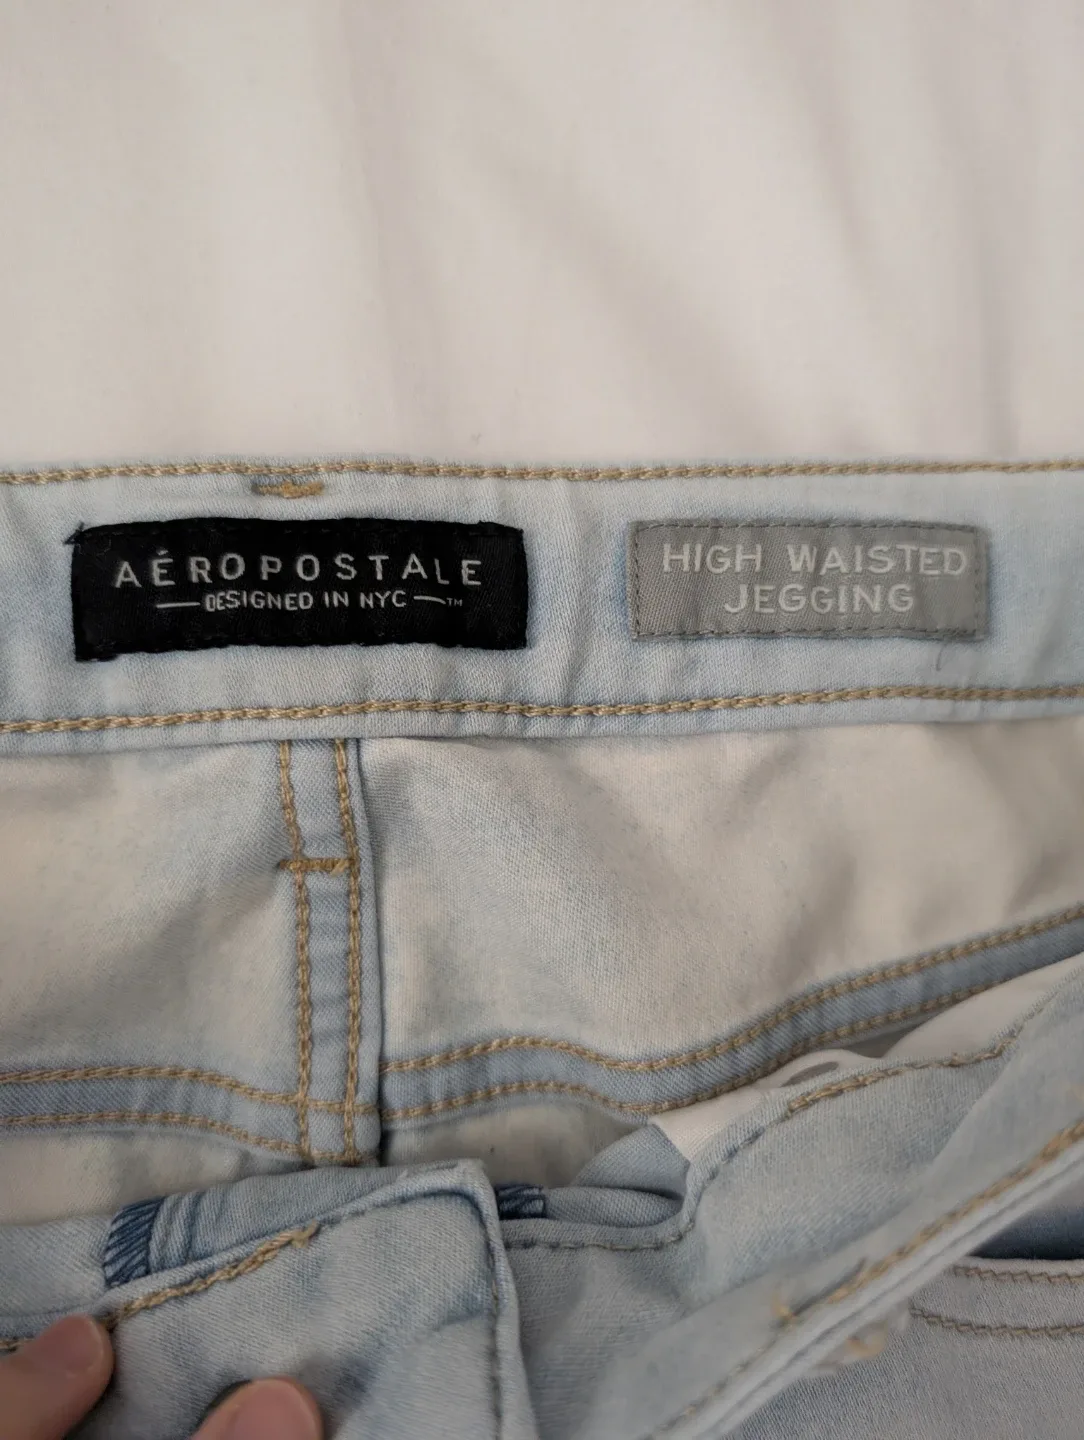 AÉROPOSTALE
DESIGNED IN NYC ™
HIGH WAISTED
JEGGING